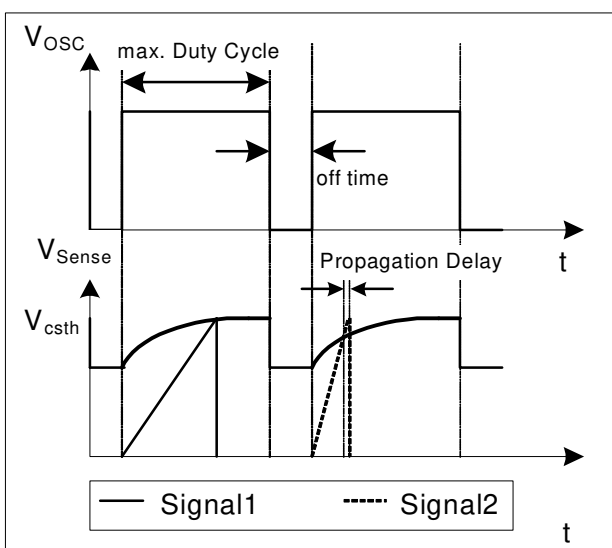 VOSC
max. Duty Cycle
off time
t
VSense
Propagation Delay
Vcsth
Signal1
Signal2
t